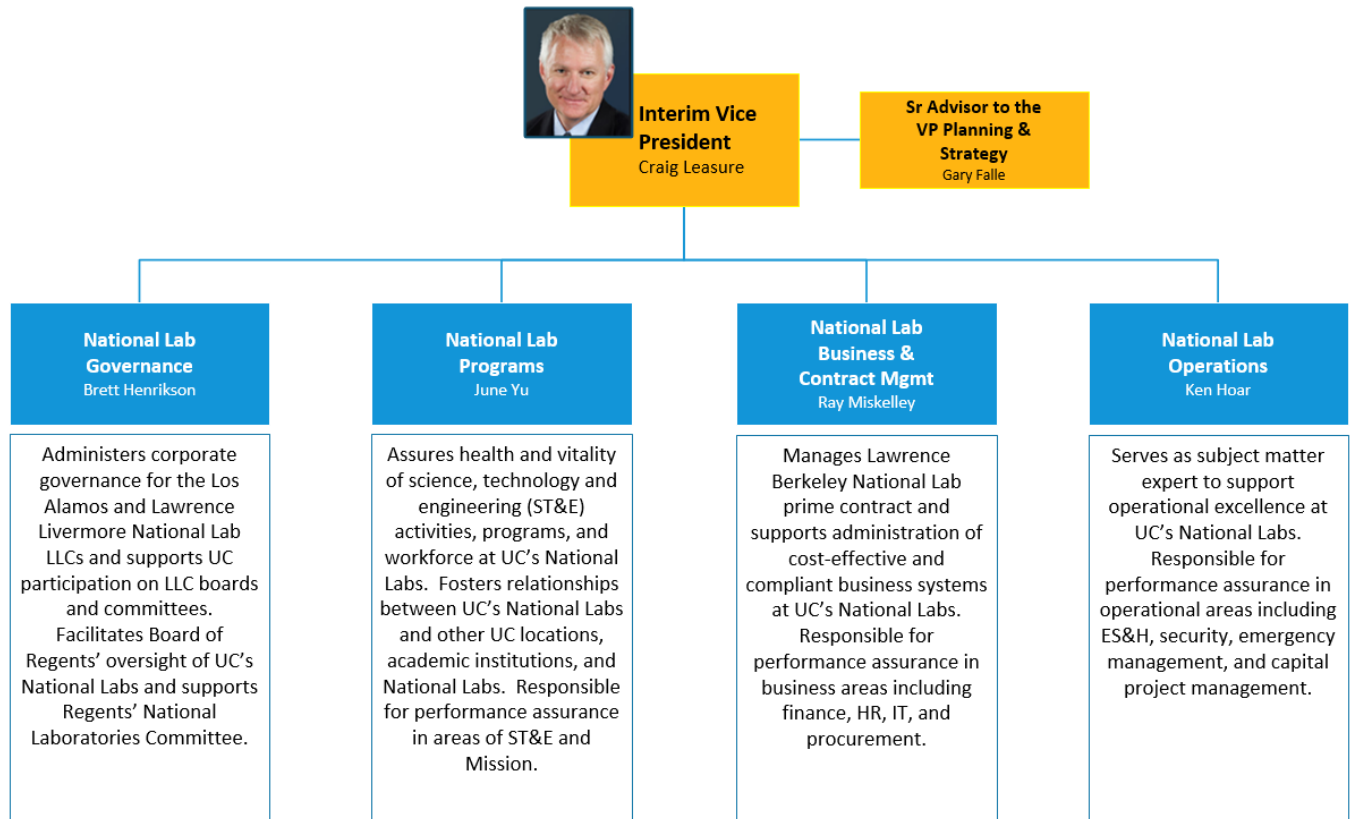 Interim Vice
President
Craig Leasure
Sr Advisor to the
VP Planning &
Strategy
Gary Falle
National Lab
Governance
Brett Henrikson
Administers corporate
governance for the Los
Alamos and Lawrence
Livermore National Lab
LLCs and supports UC
participation on LLC boards
and committees.
Facilitates Board of
Regents’ oversight of UC’s
National Labs and supports
Regents’ National
Laboratories Committee.
National Lab
Programs
June Yu
Assures health and vitality
of science, technology and
engineering (ST&E)
activities, programs, and
workforce at UC’s National
Labs.  Fosters relationships
between UC’s National Labs
and other UC locations,
academic institutions, and
National Labs.  Responsible
for performance assurance
in areas of ST&E and
Mission.
National Lab
Business &
Contract Mgmt
Ray Miskelley
Manages Lawrence
Berkeley National Lab
prime contract and
supports administration of
cost-effective and
compliant business systems
at UC’s National Labs.
Responsible for
performance assurance in
business areas including
finance, HR, IT, and
procurement.
National Lab
Operations
Ken Hoar
Serves as subject matter
expert to support
operational excellence at
UC’s National Labs.
Responsible for
performance assurance in
operational areas including
ES&H, security, emergency
management, and capital
project management.